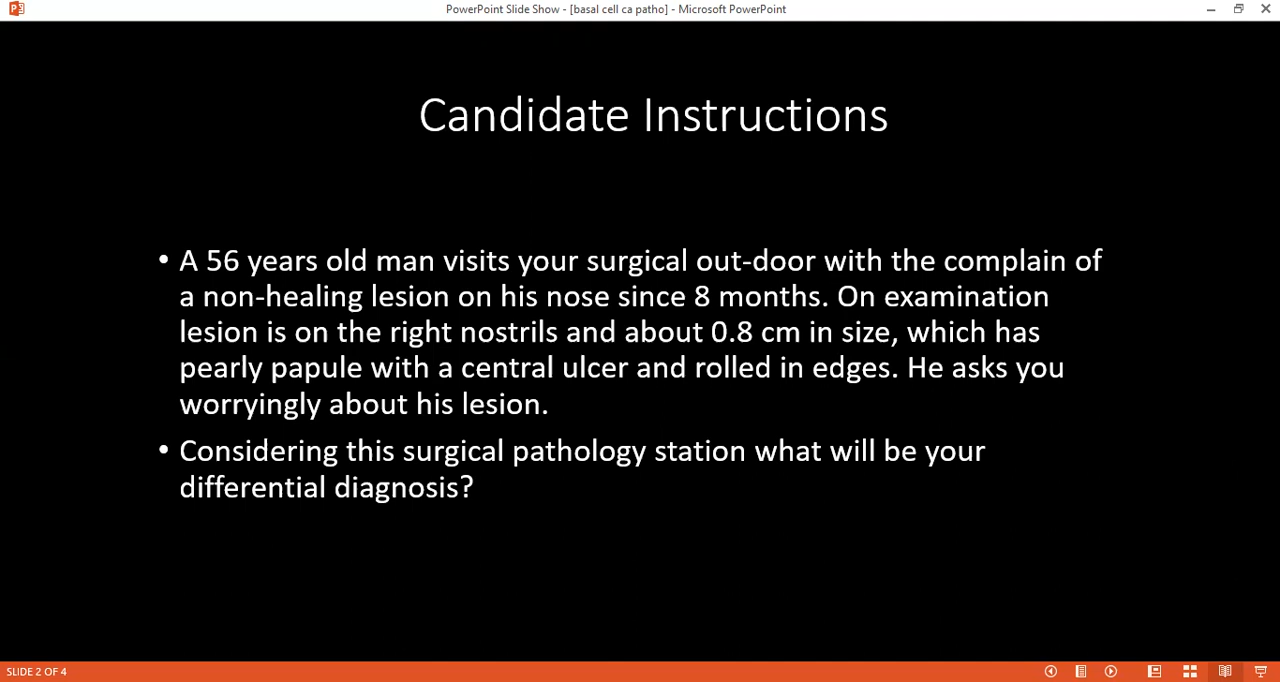 PowerPoint Slide Show - [basal cell ca patho] - Microsoft PowerPoint
Candidate Instructions
• A 56 years old man visits your surgical out-door with the complain of
a non-healing lesion on his nose since 8 months. On examination
lesion is on the right nostrils and about 0.8 cm in size, which has
pearly papule with a central ulcer and rolled in edges. He asks you
worryingly about his lesion.
• Considering this surgical pathology station what will be your
differential diagnosis?
SLIDE 2 OF 4